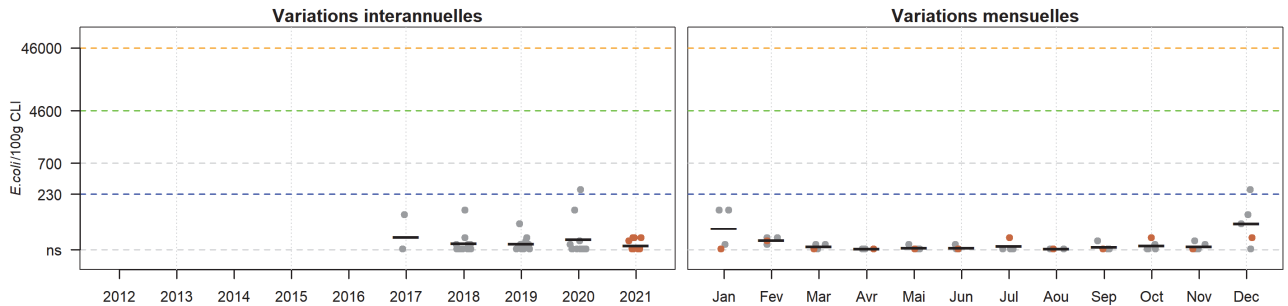 Variations interannuelles
Variations mensuelles
E.coli/100g CLI
46000
4600
700
230
ns
2012 2013 2014 2015 2016 2017 2018 2019 2020 2021
Jan Fev Mar Avr Mai Jun Jul Aou Sep Oct Nov Dec